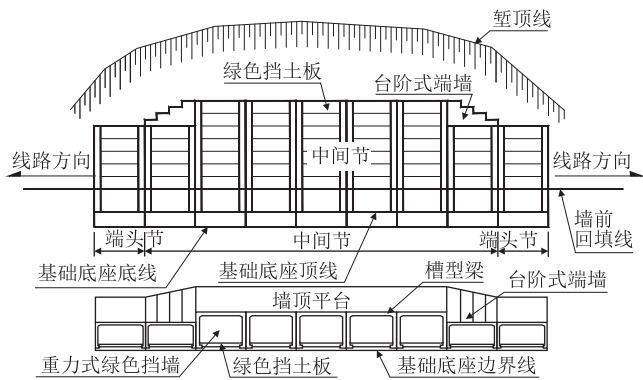 堑顶线
绿色挡土板
台阶式端墙
中间节
线路方向
线路方向
墙前
回填线
端头节
中间节
端头节
基础底座底线
基础底座顶线
槽型梁
台阶式端墙
墙顶平台
重力式绿色挡墙
绿色挡土板
基础底座边界线